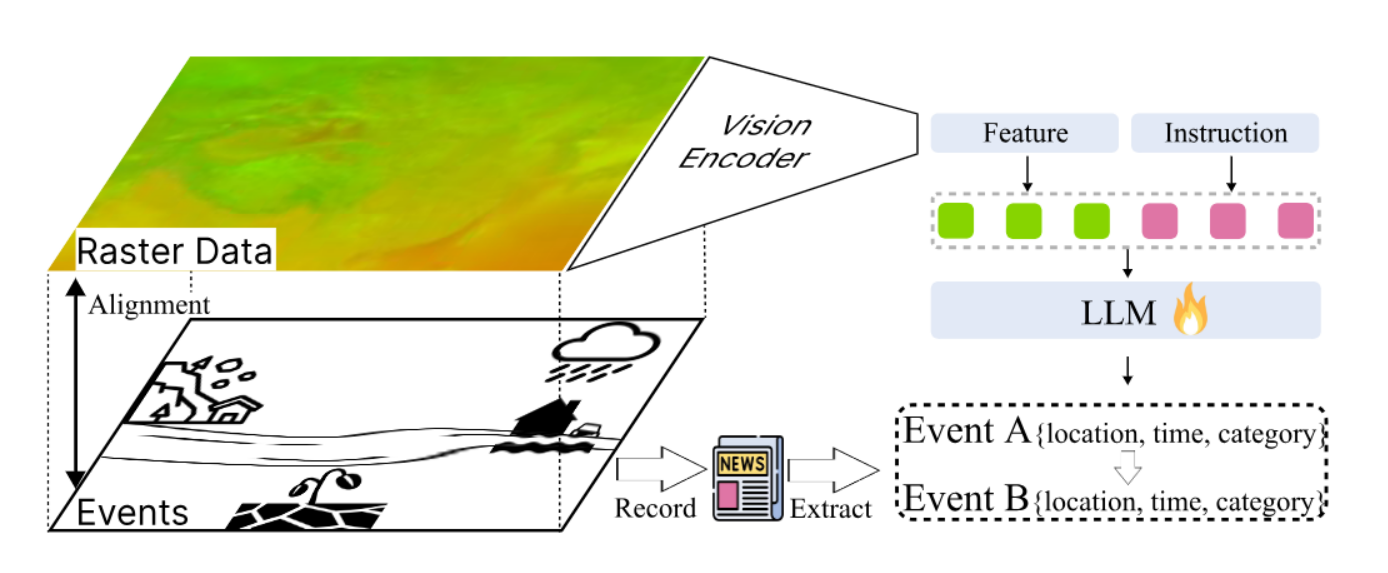 Vision
Encoder
Feature
Instruction
Raster Data
Alignment
LLM
Events
Record
NEWS
Extract
Event A{location, time, category}
Event B{location, time, category}